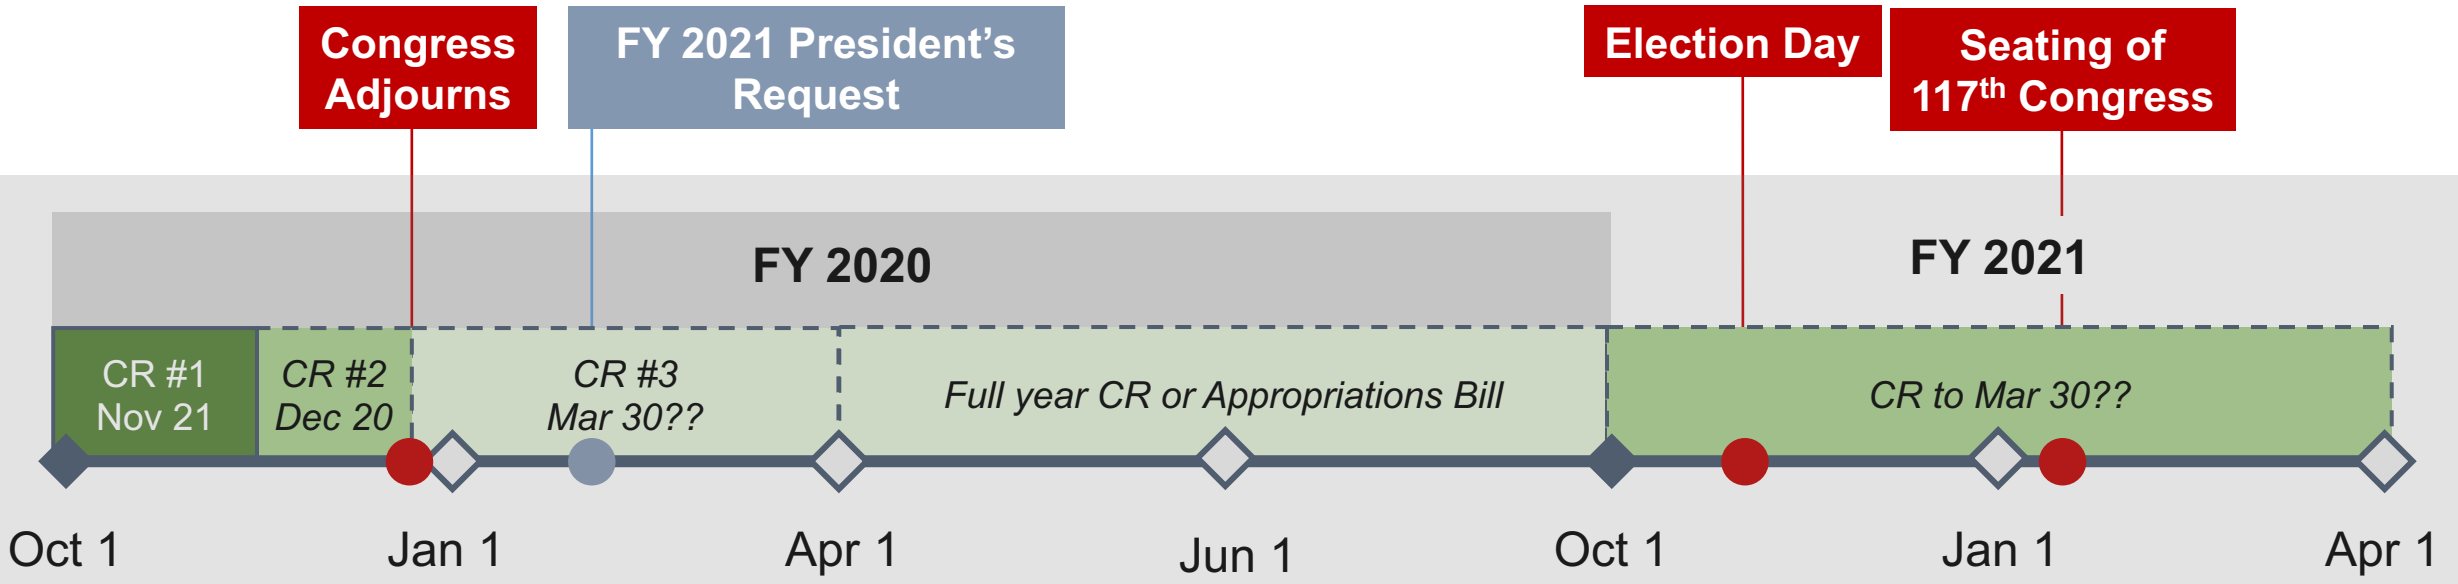 Congress
Adjourns
FY 2021 President’s
Request
Election Day
Seating of
117th Congress
FY 2020
FY 2021
CR #1
Nov 21
CR #2
Dec 20
CR #3
Mar 30??
Full year CR or Appropriations Bill
CR to Mar 30??
Oct 1
Jan 1
Apr 1
Jun 1
Oct 1
Jan 1
Apr 1